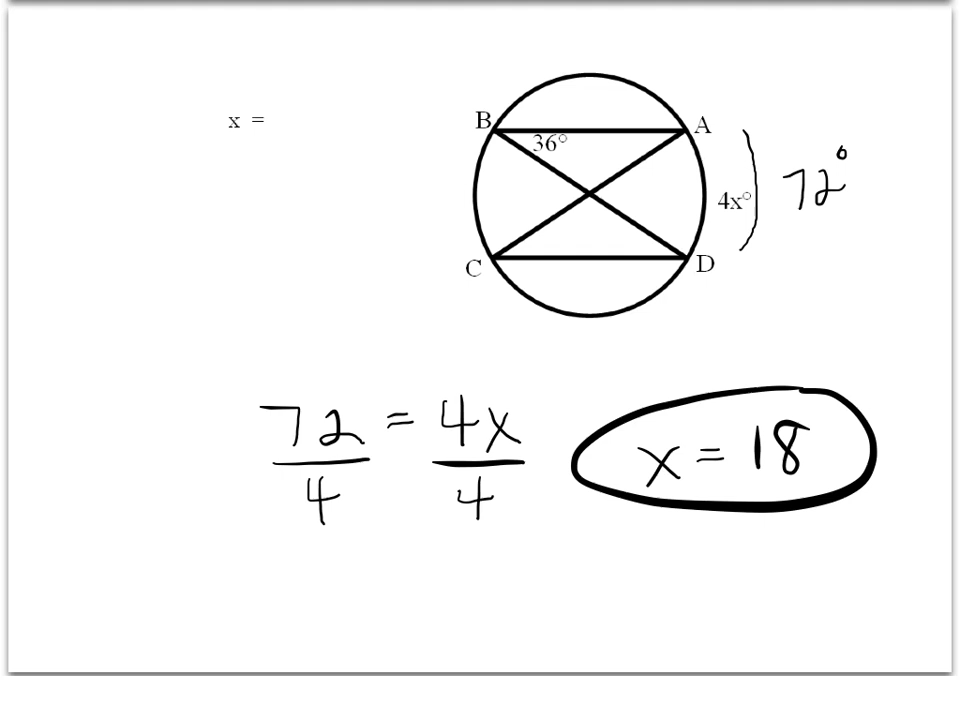 x =
B
A
36°
4x°
72°
C
D
72 = 4x
4 4
x = 18